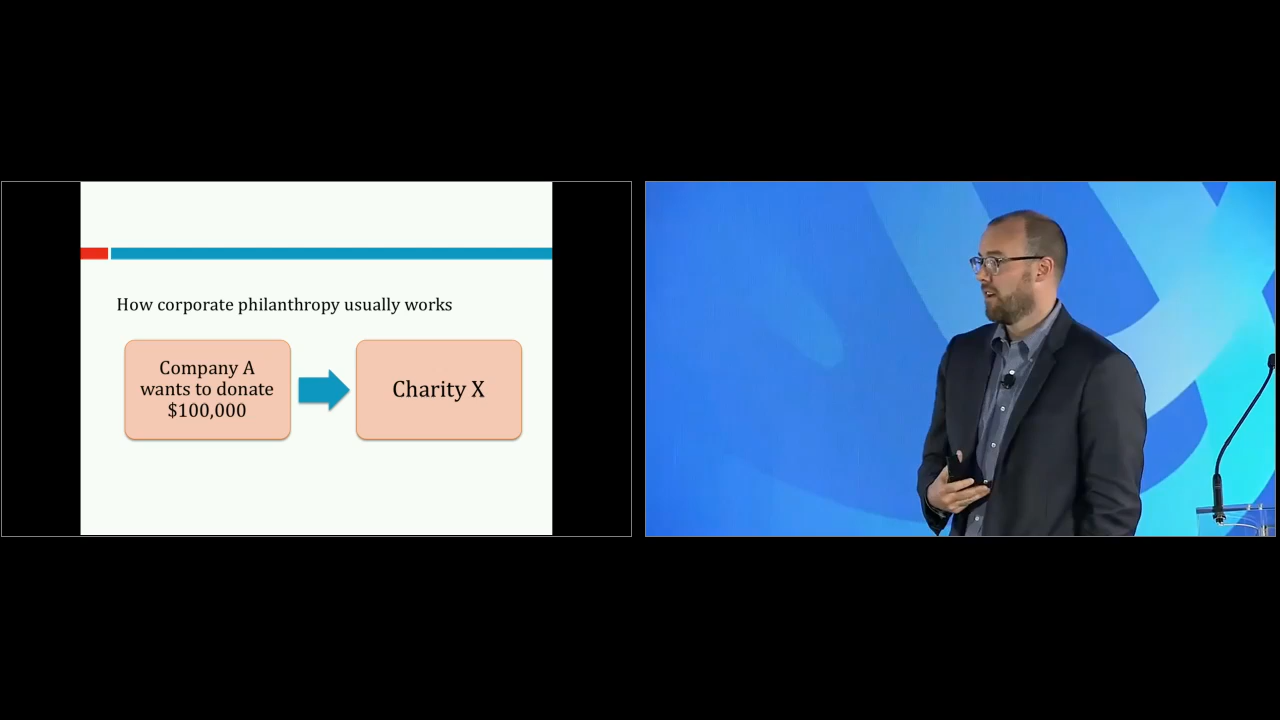 How corporate philanthropy usually works
Company A
wants to donate
$100,000
Charity X